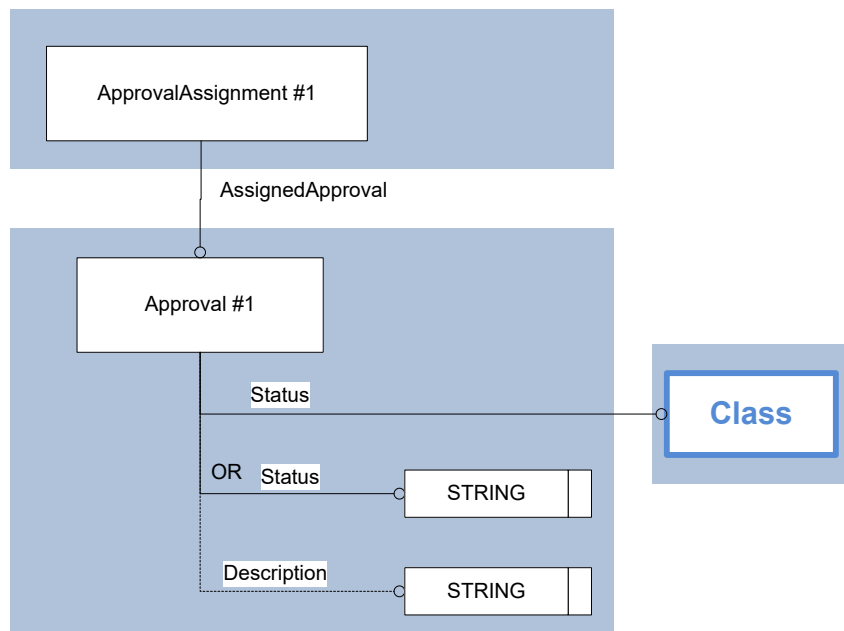 ApprovalAssignment #1
AssignedApproval
Approval #1
Status
Class
OR
Status
STRING
Description
STRING